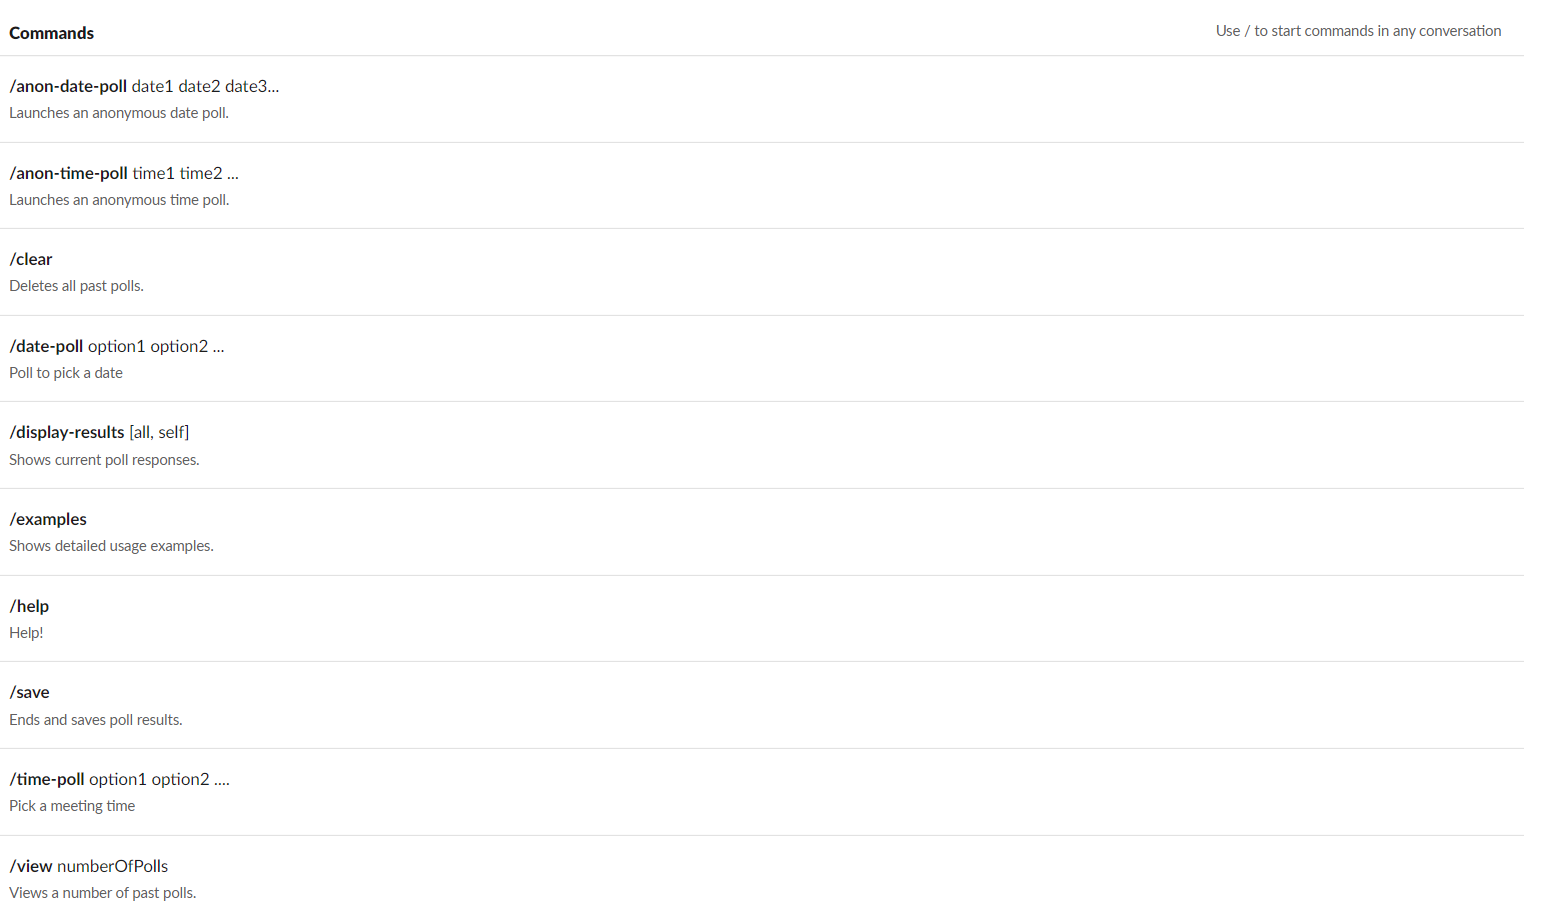 Commands
Use / to start commands in any conversation
/anon-date-poll date1 date2 date3...
Launches an anonymous date poll.
/anon-time-poll time1 time2 ...
Launches an anonymous time poll.
/clear
Deletes all past polls.
/date-poll option1 option2 ...
Poll to pick a date
/display-results [all, self]
Shows current poll responses.
/examples
Shows detailed usage examples.
/help
Help!
/save
Ends and saves poll results.
/time-poll option1 option2 ....
Pick a meeting time
/view numberOfPolls
Views a number of past polls.